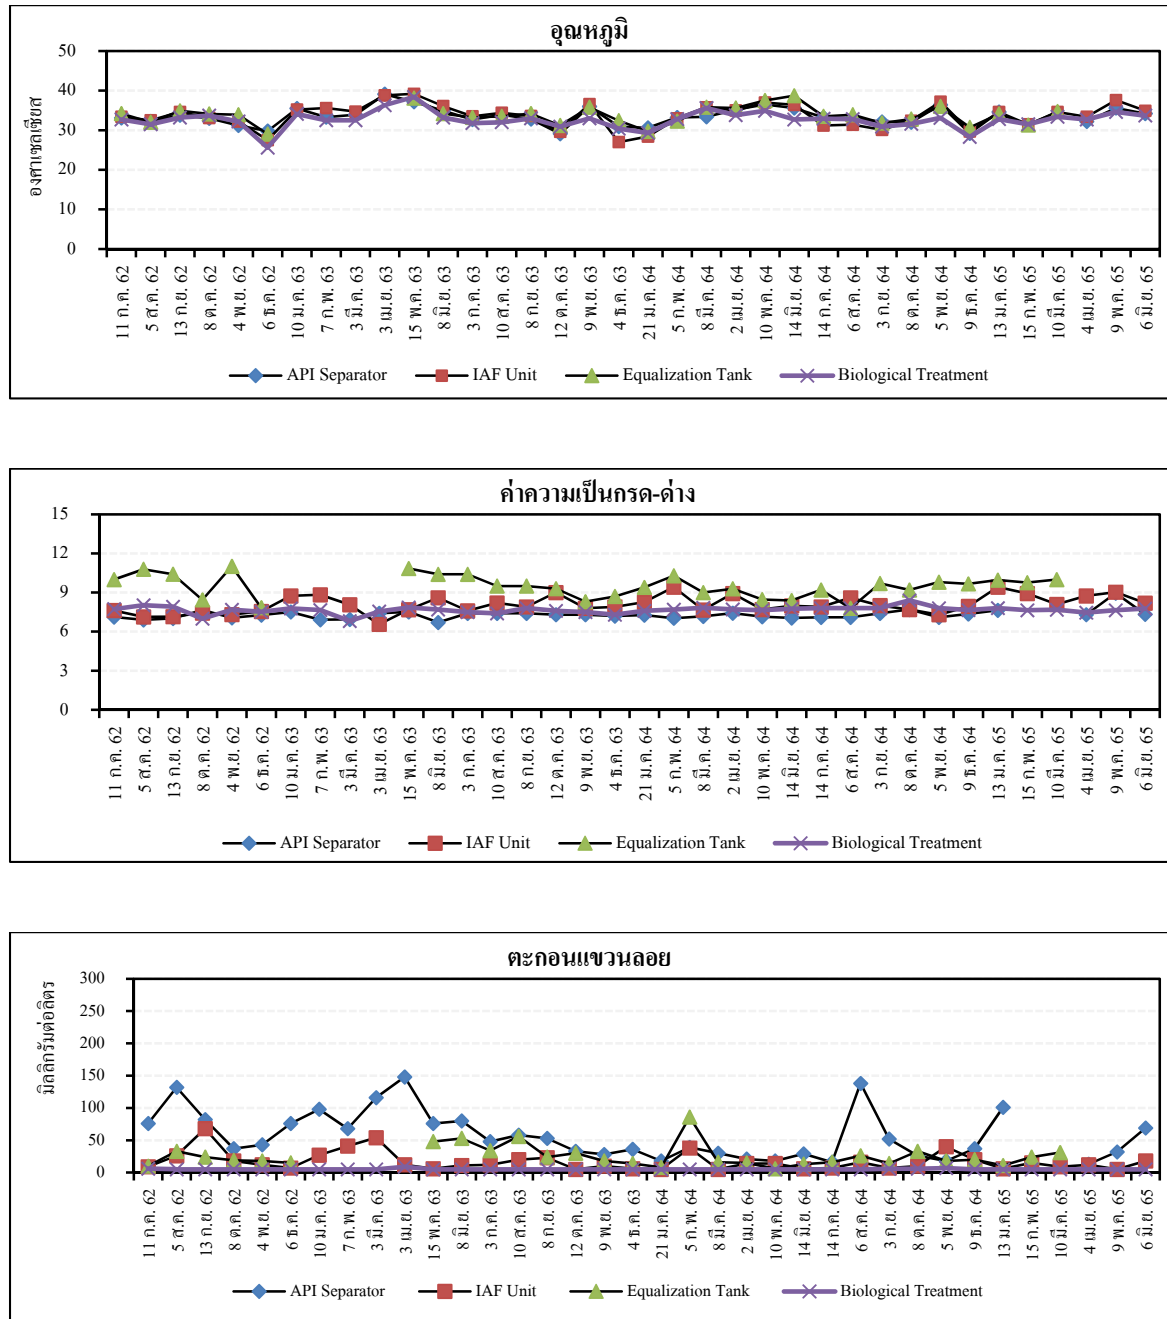 อุณหภูมิ
องศาเซลเซียส
50
40
30
20
10
0
11 ก.ค. 62
5 ส.ค. 62
13 ก.ย. 62
8 ต.ค. 62
4 พ.ย. 62
6 ธ.ค. 62
10 ม.ค. 63
7 ก.พ. 63
3 มี.ค. 63
3 เม.ย. 63
15 พ.ค. 63
8 มิ.ย. 63
3 ก.ค. 63
10 ส.ค. 63
8 ก.ย. 63
12 ต.ค. 63
9 พ.ย. 63
4 ธ.ค. 63
21 ม.ค. 64
5 ก.พ. 64
8 มี.ค. 64
2 เม.ย. 64
10 พ.ค. 64
14 มิ.ย. 64
14 ก.ค. 64
6 ส.ค. 64
3 ก.ย. 64
8 ต.ค. 64
5 พ.ย. 64
9 ธ.ค. 64
13 ม.ค. 65
15 ก.พ. 65
10 มี.ค. 65
4 เม.ย. 65
9 พ.ค. 65
6 มิ.ย. 65
API Separator IAF Unit Equalization Tank Biological Treatment
ค่าความเป็นกรด-ด่าง
15
12
9
6
3
0
11 ก.ค. 62
5 ส.ค. 62
13 ก.ย. 62
8 ต.ค. 62
4 พ.ย. 62
6 ธ.ค. 62
10 ม.ค. 63
7 ก.พ. 63
3 มี.ค. 63
3 เม.ย. 63
15 พ.ค. 63
8 มิ.ย. 63
3 ก.ค. 63
10 ส.ค. 63
8 ก.ย. 63
12 ต.ค. 63
9 พ.ย. 63
4 ธ.ค. 63
21 ม.ค. 64
5 ก.พ. 64
8 มี.ค. 64
2 เม.ย. 64
10 พ.ค. 64
14 มิ.ย. 64
14 ก.ค. 64
6 ส.ค. 64
3 ก.ย. 64
8 ต.ค. 64
5 พ.ย. 64
9 ธ.ค. 64
13 ม.ค. 65
15 ก.พ. 65
10 มี.ค. 65
4 เม.ย. 65
9 พ.ค. 65
6 มิ.ย. 65
API Separator IAF Unit Equalization Tank Biological Treatment
ตะกอนแขวนลอย
มิลลิกรัมต่อลิตร
300
250
200
150
100
50
0
11 ก.ค. 62
5 ส.ค. 62
13 ก.ย. 62
8 ต.ค. 62
4 พ.ย. 62
6 ธ.ค. 62
10 ม.ค. 63
7 ก.พ. 63
3 มี.ค. 63
3 เม.ย. 63
15 พ.ค. 63
8 มิ.ย. 63
3 ก.ค. 63
10 ส.ค. 63
8 ก.ย. 63
12 ต.ค. 63
9 พ.ย. 63
4 ธ.ค. 63
21 ม.ค. 64
5 ก.พ. 64
8 มี.ค. 64
2 เม.ย. 64
10 พ.ค. 64
14 มิ.ย. 64
14 ก.ค. 64
6 ส.ค. 64
3 ก.ย. 64
8 ต.ค. 64
5 พ.ย. 64
9 ธ.ค. 64
13 ม.ค. 65
15 ก.พ. 65
10 มี.ค. 65
4 เม.ย. 65
9 พ.ค. 65
6 มิ.ย. 65
API Separator IAF Unit Equalization Tank Biological Treatment